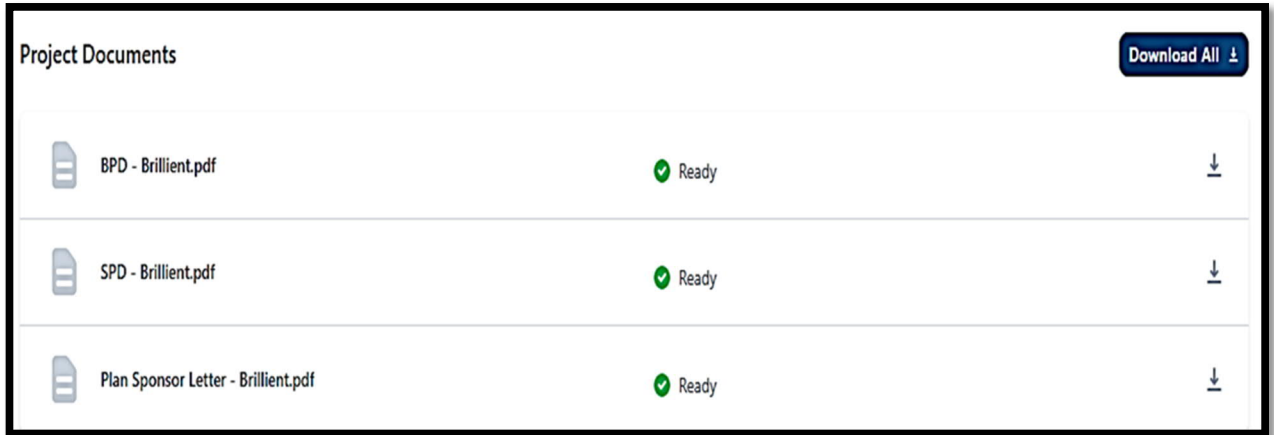 Project Documents
Download All
BPD - Brillient.pdf
Ready
SPD - Brillient.pdf
Ready
Plan Sponsor Letter - Brillient.pdf
Ready